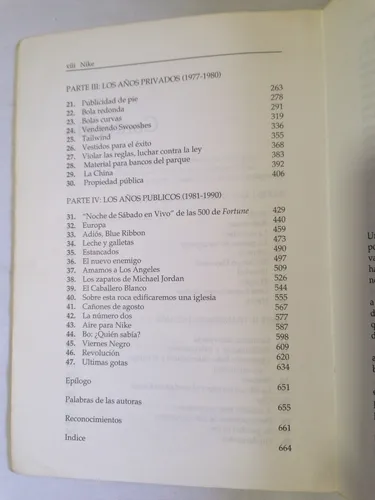 viii Nike
PARTE III: LOS AÑOS PRIVADOS (1977-1980)
21. Publicidad de pie 263
22. Bola redonda 278
23. Bolas curvas 291
24. Vendiendo Swooshes 319
25. Tailwind 336
26. Vestidos para el éxito 355
27. Violar las reglas, luchar contra la ley 368
28. Material para bancos del parque 383
29. La China 392
30. Propiedad pública 406
PARTE IV: LOS AÑOS PUBLICOS (1981-1990)
31. "Noche de Sábado en Vivo" de las 500 de Fortune 429
32. Europa 440
33. Adiós, Blue Ribbon 459
34. Leche y galletas 473
35. Estancados 490
36. El nuevo enemigo 497
37. Amamos a Los Angeles 509
38. Los zapatos de Michael Jordan 526
39. El Caballero Blanco 544
40. Sobre esta roca edificaremos una iglesia 555
41. Cañones de agosto 567
42. La número dos 577
43. Aire para Nike 587
44. Bo: ¿Quién sabía? 598
45. Viernes Negro 609
46. Revolución 620
47. Ultimas gotas 634
Epílogo 651
Palabras de las autoras 655
Reconocimientos 661
Indice 664